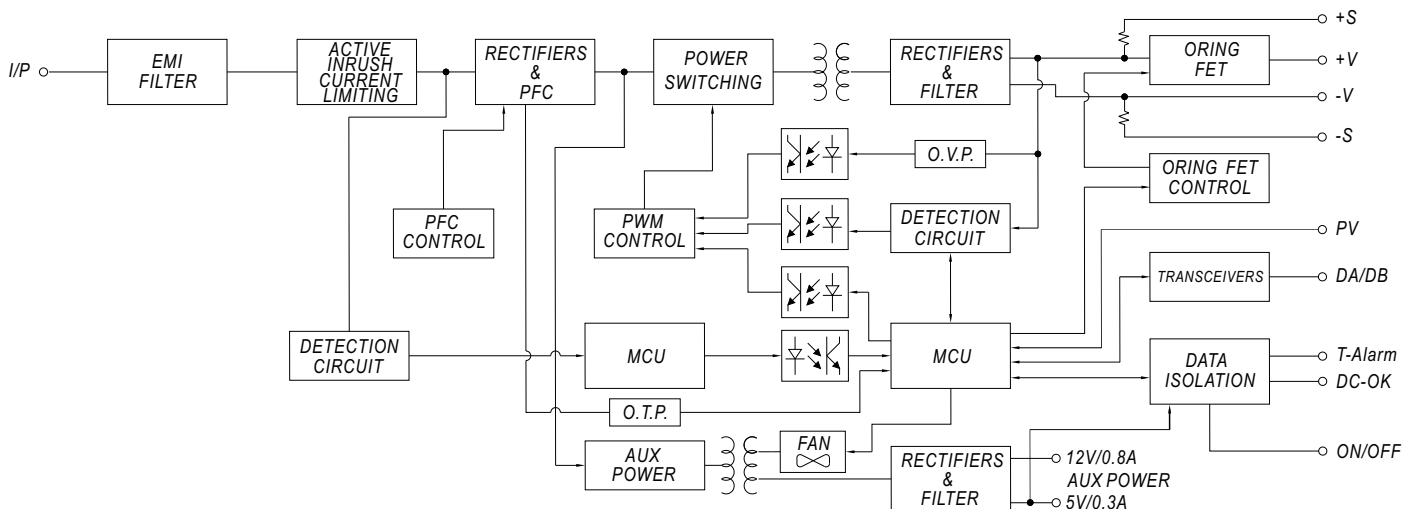 I/P
EMI
FILTER
ACTIVE
INRUSH
CURRENT
LIMITING
RECTIFIERS
&
PFC
POWER
SWITCHING
RECTIFIERS
&
FILTER
+S
ORING
FET
+V
-V
-S
O.V.P.
ORING FET
CONTROL
PFC
CONTROL
PWM
CONTROL
DETECTION
CIRCUIT
PV
TRANSCEIVERS
DA/DB
DETECTION
CIRCUIT
MCU
MCU
DATA
ISOLATION
T-Alarm
DC-OK
O.T.P.
AUX
POWER
FAN
RECTIFIERS
&
FILTER
12V/0.8A
AUX POWER
5V/0.3A
ON/OFF